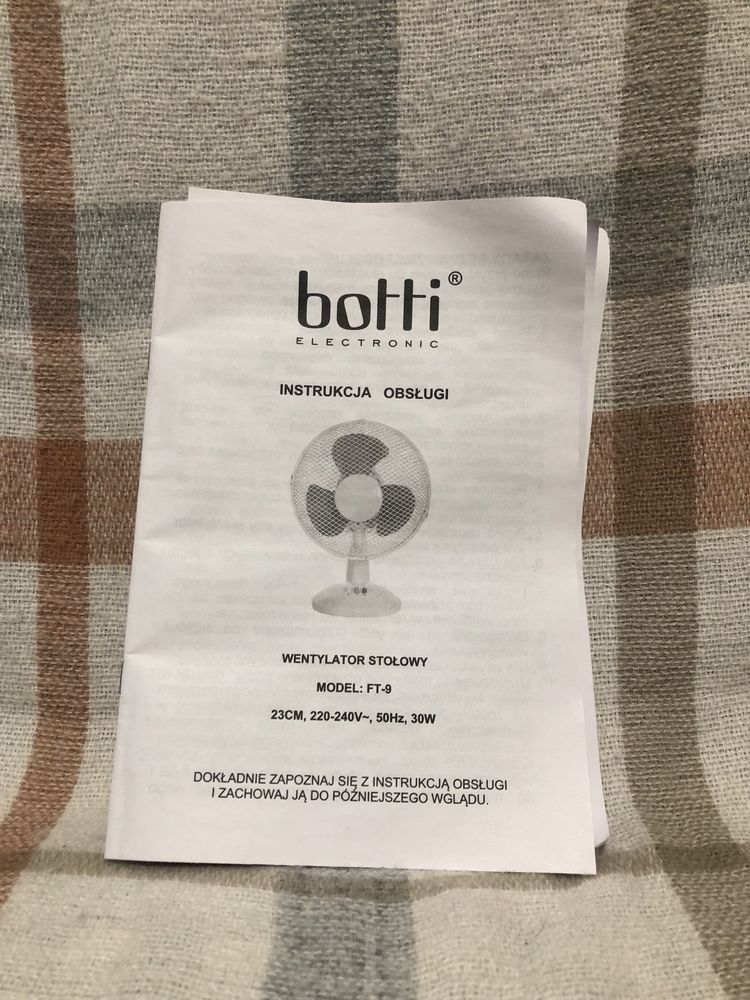 botti®
ELECTRONIC
INSTRUKCJA OBSŁUGI
WENTYLATOR STOŁOWY
MODEL: FT-9
23CM, 220-240V~, 50Hz, 30W
DOKŁADNIE ZAPOZNAJ SIĘ Z INSTRUKCJĄ OBSŁUGI
I ZACHOWAJ JĄ DO PÓŹNIEJSZEGO WGLĄDU.